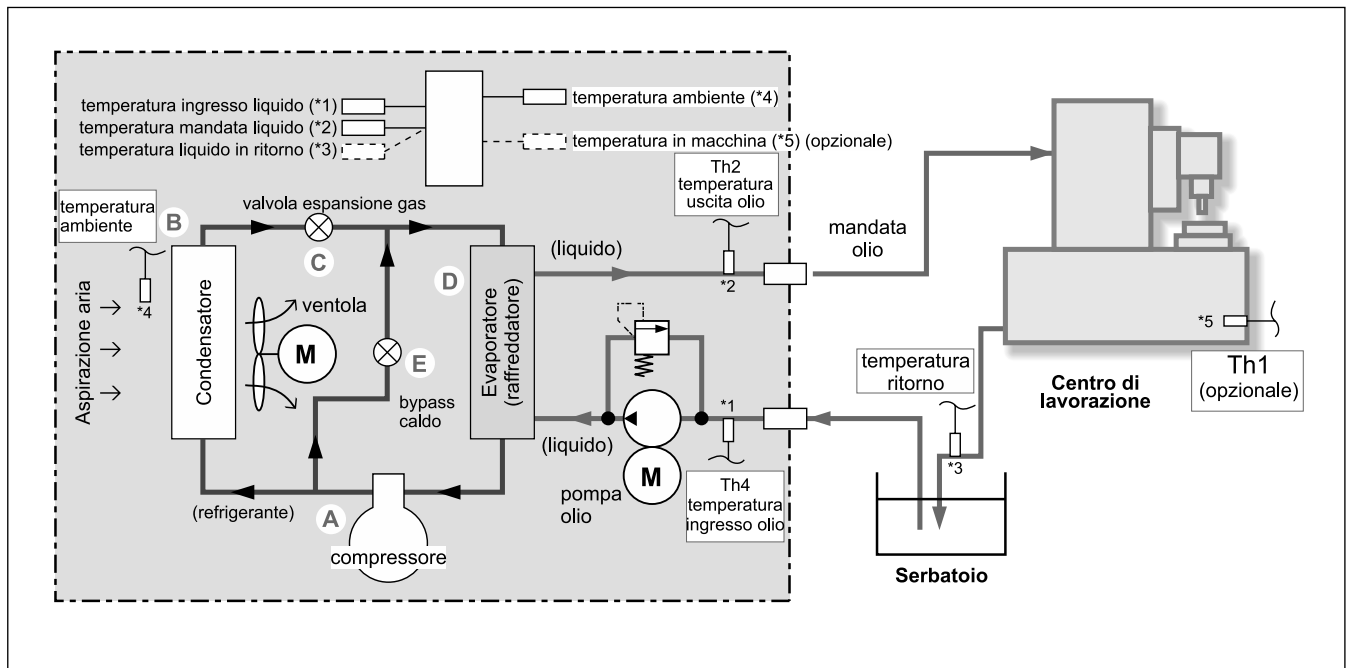 temperatura ingresso liquido (*1)
temperatura mandata liquido (*2)
temperatura liquido in ritorno (*3)
temperatura ambiente (*4)
temperatura in macchina (*5) (opzionale)
Th2
temperatura
uscita olio
temperatura
ambiente
B
valvola espansione gas
C
*4
Aspirazione aria
Condensatore
ventola
M
E
bypass
caldo
D
Evaporatore
(raffreddatore)
(liquido)
*2
mandata
olio
(liquido)
*1
pompa
olio
M
Th4
temperatura
ingresso olio
(refrigerante)
A
compressore
temperatura
ritorno
*3
Serbatoio
Centro di
lavorazione
*5
Th1
(opzionale)